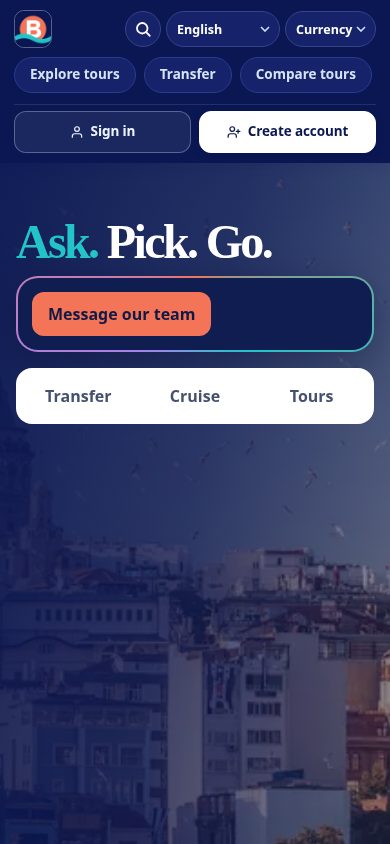 B
English
Currency
Explore tours
Transfer
Compare tours
Sign in
Create account
Ask. Pick. Go.
Message our team
Transfer
Cruise
Tours